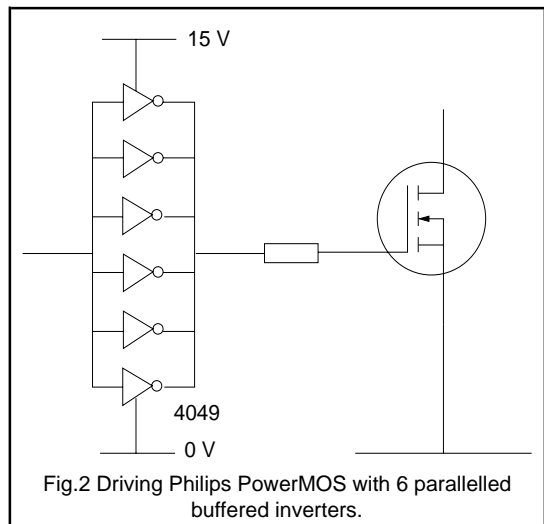 15 V
4049
0 V
Fig.2 Driving Philips PowerMOS with 6 parallelled
buffered inverters.